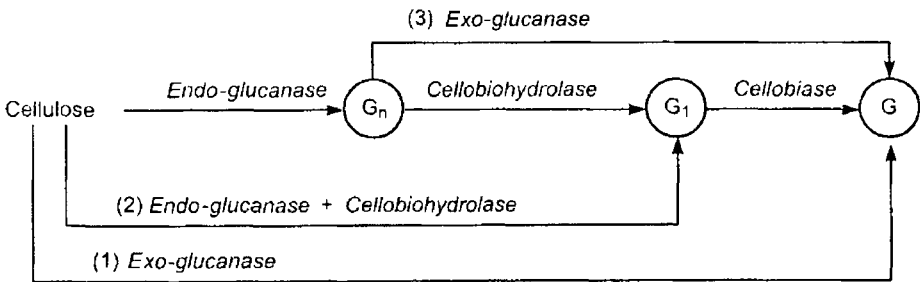 (3) Exo-glucanase
Endo-glucanase
Cellobiohydrolase
Cellobiase
Cellulose
Gn
G1
G
(2) Endo-glucanase + Cellobiohydrolase
(1) Exo-glucanase